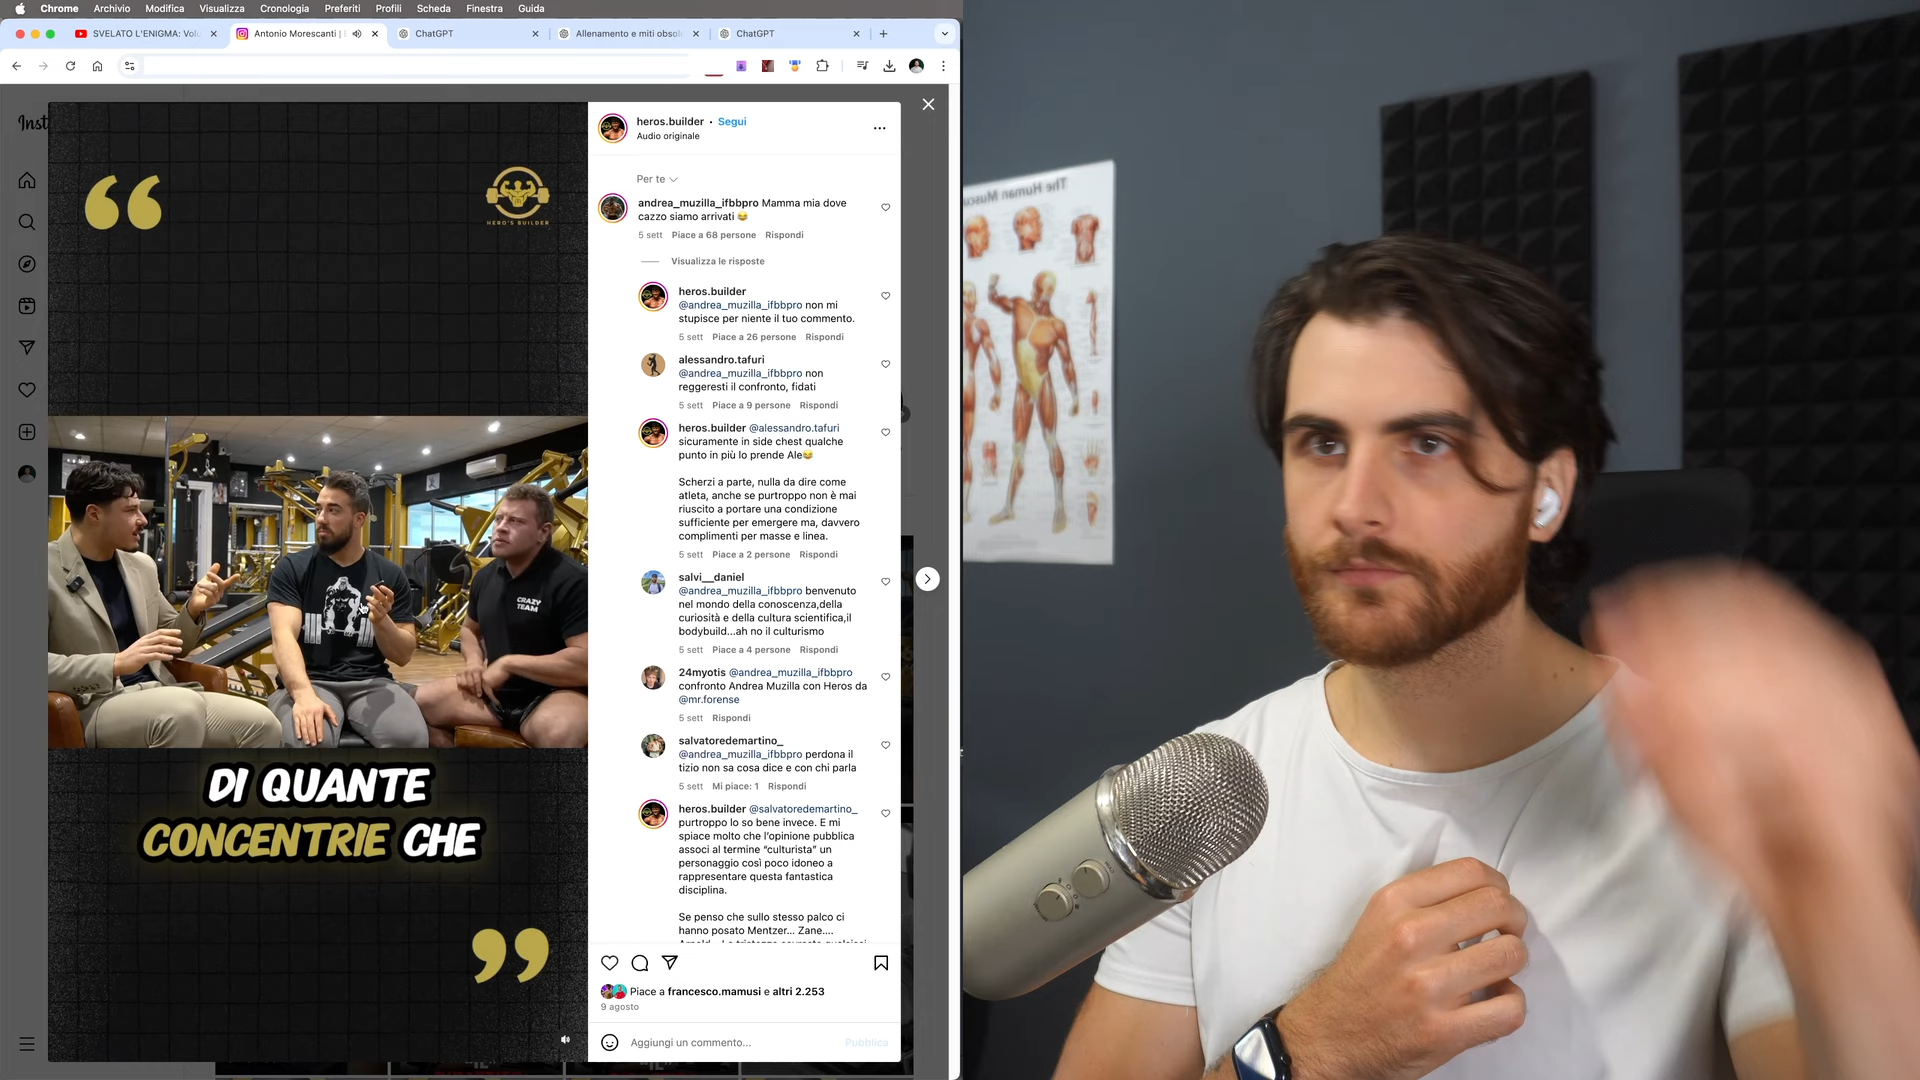 Chrome Archivio Modifica Visualizza Cronologia Preferiti Profili Scheda Finestra Guida
SVELATO L'ENIGMA: Vol
Antonio Morescanti |
ChatGPT
Allenamento e miti obsol
ChatGPT
Inst
HERO'S BUILDER
CRAZY
TEAM
DI QUANTE
CONCENTRIE CHE
heros.builder • Segui
Audio originale
Per te
andrea_muzilla_ifbbpro Mamma mia dove
cazzo siamo arrivati 😂
5 sett Piace a 68 persone Rispondi
Visualizza le risposte
heros.builder
@andrea_muzilla_ifbbpro non mi
stupisce per niente il tuo commento.
5 sett Piace a 26 persone Rispondi
alessandro.tafuri
@andrea_muzilla_ifbbpro non
reggeresti il confronto, fidati
5 sett Piace a 9 persone Rispondi
heros.builder @alessandro.tafuri
sicuramente in side chest qualche
punto in più lo prende Ale😂
Scherzi a parte, nulla da dire come
atleta, anche se purtroppo non è mai
riuscito a portare una condizione
sufficiente per emergere ma, davvero
complimenti per masse e linea.
5 sett Piace a 2 persone Rispondi
salvi__daniel
@andrea_muzilla_ifbbpro benvenuto
nel mondo della conoscenza,della
curiosità e della cultura scientifica,il
bodybuild...ah no il culturismo
5 sett Piace a 4 persone Rispondi
24myotis @andrea_muzilla_ifbbpro
confronto Andrea Muzilla con Heros da
@mr.forense
5 sett Rispondi
salvatoredemartino_
@andrea_muzilla_ifbbpro perdona il
tizio non sa cosa dice e con chi parla
5 sett Mi piace: 1 Rispondi
heros.builder @salvatoredemartino_
purtroppo lo so bene invece. E mi
spiace molto che l'opinione pubblica
associ al termine "culturista" un
personaggio così poco idoneo a
rappresentare questa fantastica
disciplina.
Se penso che sullo stesso palco ci
hanno posato Mentzer... Zane....
Piace a francesco.mamusi e altri 2.253
9 agosto
Aggiungi un commento...
Pubblica
The Human Muscu